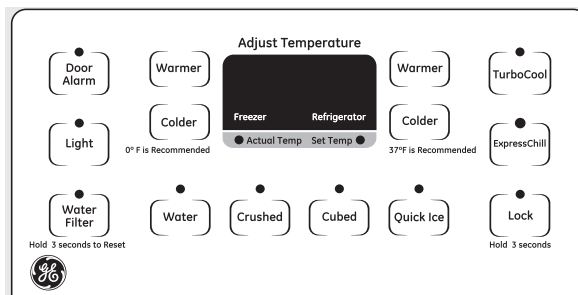 Adjust Temperature
Door
Alarm
Warmer
Warmer
TurboCool
Freezer Refrigerator
Colder
Colder
Light
Actual Temp Set Temp
ExpressChill
0° F is Recommended
37°F is Recommended
Water
Filter
Water
Crushed
Cubed
Quick Ice
Lock
Hold 3 seconds to Reset
Hold 3 seconds
GE